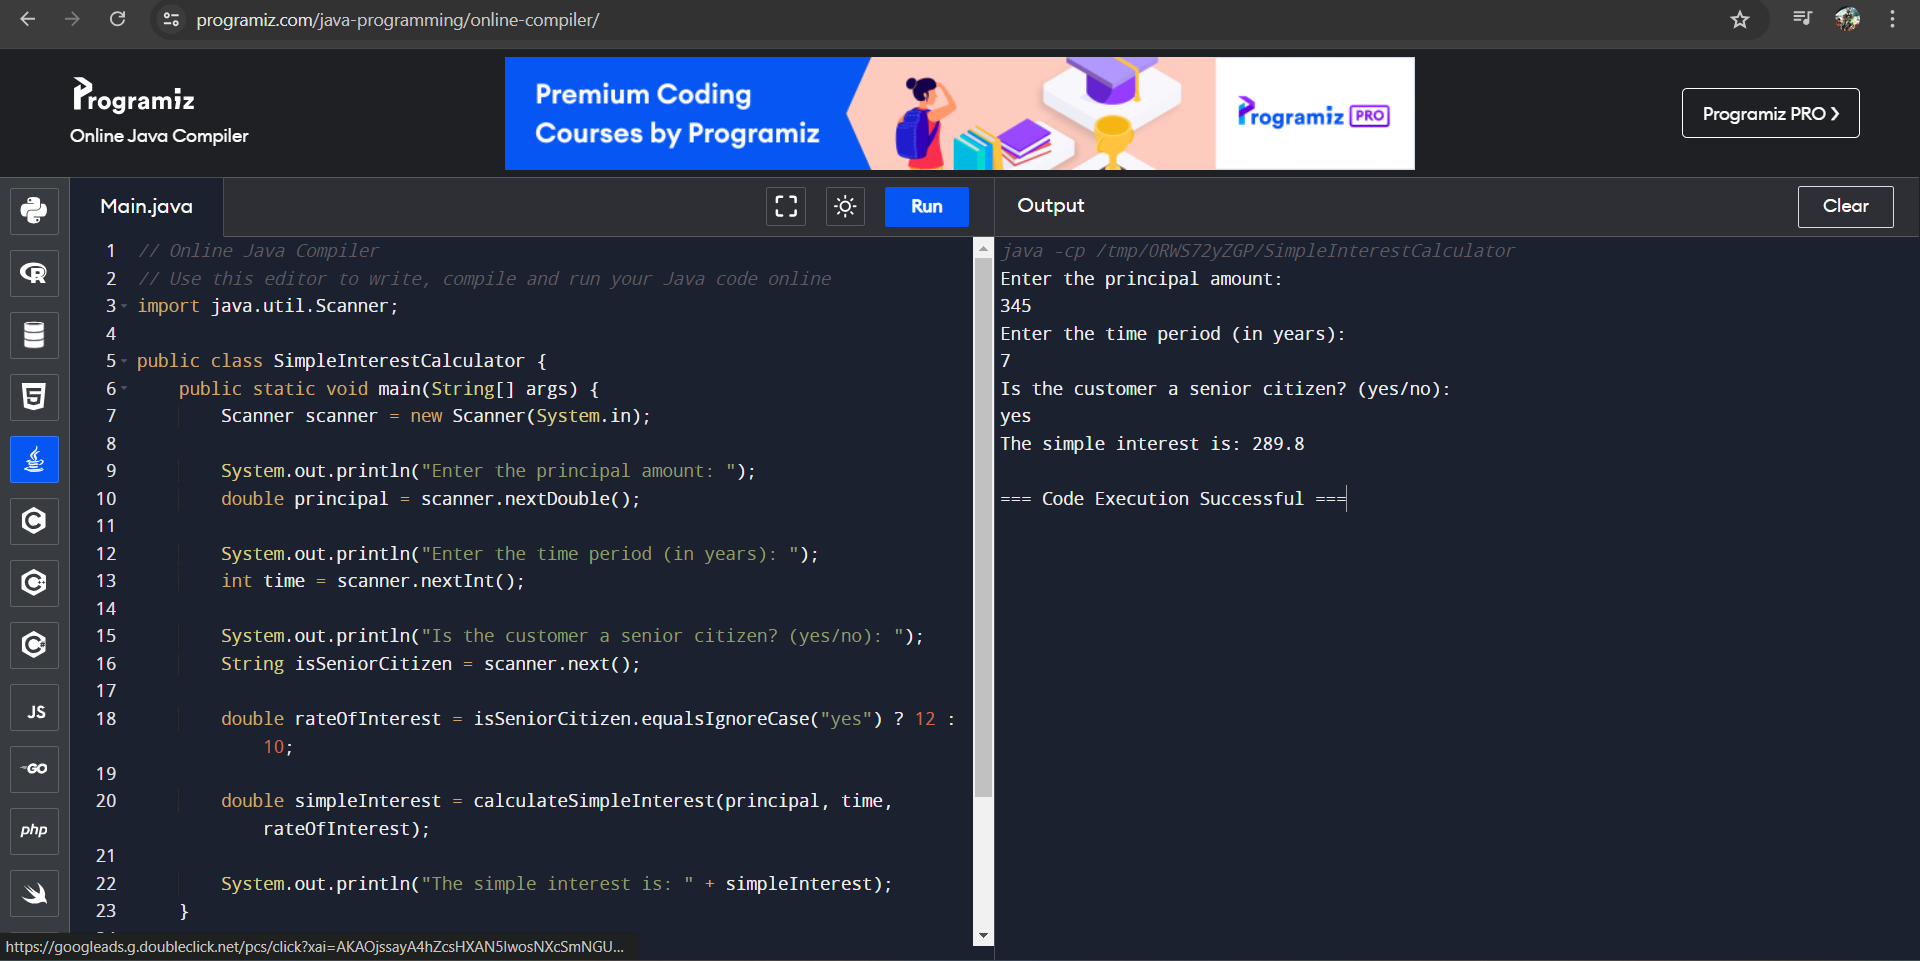 programiz.com/java-programming/online-compiler/
Programiz
Online Java Compiler
Premium Coding
Courses by Programiz
Programiz PRO
Programiz PRO ❯
Main.java
Run
Output
Clear
1 // Online Java Compiler
2 // Use this editor to write, compile and run your Java code online
3 import java.util.Scanner;
4
5 public class SimpleInterestCalculator {
6 public static void main(String[] args) {
7 Scanner scanner = new Scanner(System.in);
8
9 System.out.println("Enter the principal amount: ");
10 double principal = scanner.nextDouble();
11
12 System.out.println("Enter the time period (in years): ");
13 int time = scanner.nextInt();
14
15 System.out.println("Is the customer a senior citizen? (yes/no): ");
16 String isSeniorCitizen = scanner.next();
17
18 double rateOfInterest = isSeniorCitizen.equalsIgnoreCase("yes") ? 12 :
10;
19
20 double simpleInterest = calculateSimpleInterest(principal, time,
rateOfInterest);
21
22 System.out.println("The simple interest is: " + simpleInterest);
23 }
java -cp /tmp/ORWS72yZGP/SimpleInterestCalculator
Enter the principal amount:
345
Enter the time period (in years):
7
Is the customer a senior citizen? (yes/no):
yes
The simple interest is: 289.8
=== Code Execution Successful ===
R
5
C
C
C
JS
GO
php
https://googleads.g.doubleclick.net/pcs/click?xai=AKAOjssayA4hZcsHXAN5lwosNXcSmNGU...